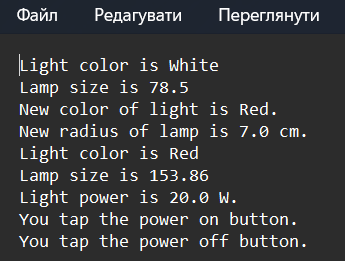 Файл Редагувати Переглянути
Light color is White
Lamp size is 78.5
New color of light is Red.
New radius of lamp is 7.0 cm.
Light color is Red
Lamp size is 153.86
Light power is 20.0 W.
You tap the power on button.
You tap the power off button.